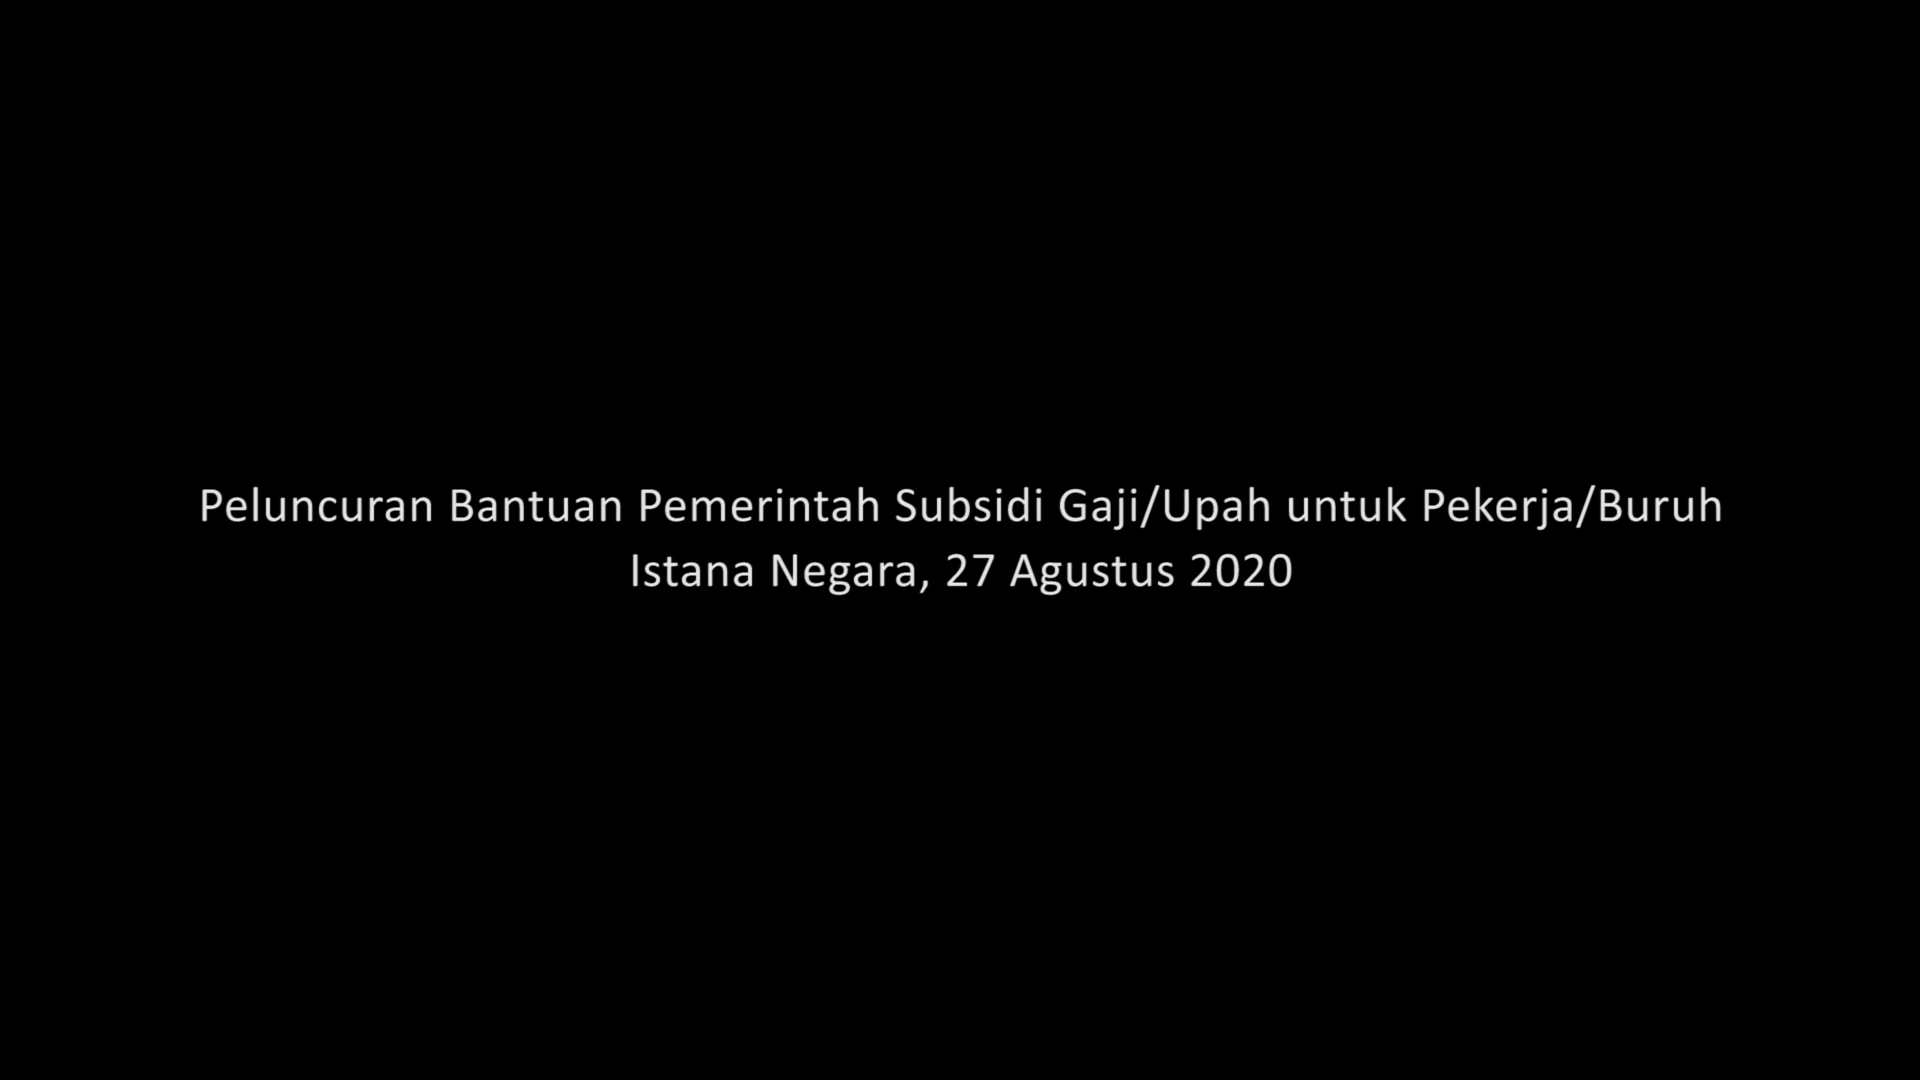 Peluncuran Bantuan Pemerintah Subsidi Gaji/Upah untuk Pekerja/Buruh
Istana Negara, 27 Agustus 2020